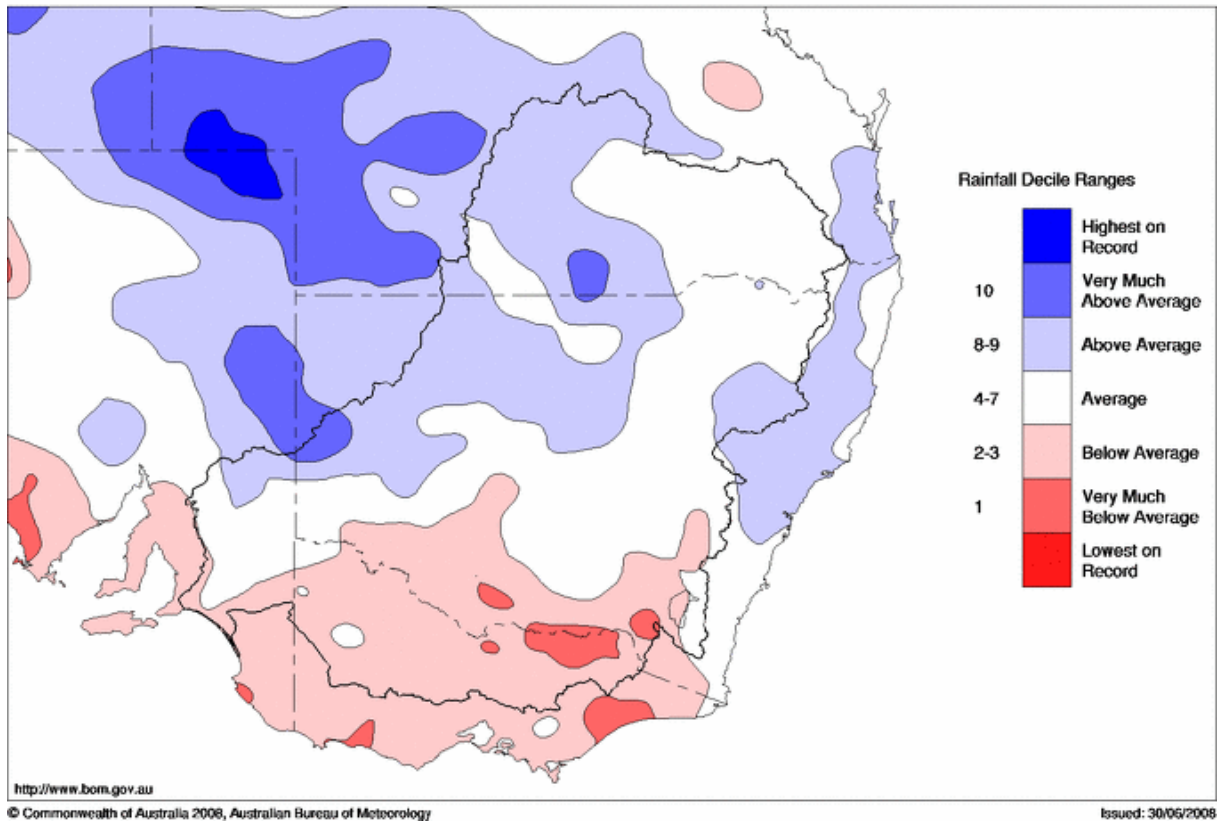 Rainfall Decile Ranges
Highest on
Record
10
Very Much
Above Average
8-9
Above Average
4-7
Average
2-3
Below Average
1
Very Much
Below Average
Lowest on
Record
http://www.bom.gov.au
© Commonwealth of Australia 2008, Australian Bureau of Meteorology
Issued: 30/06/2008